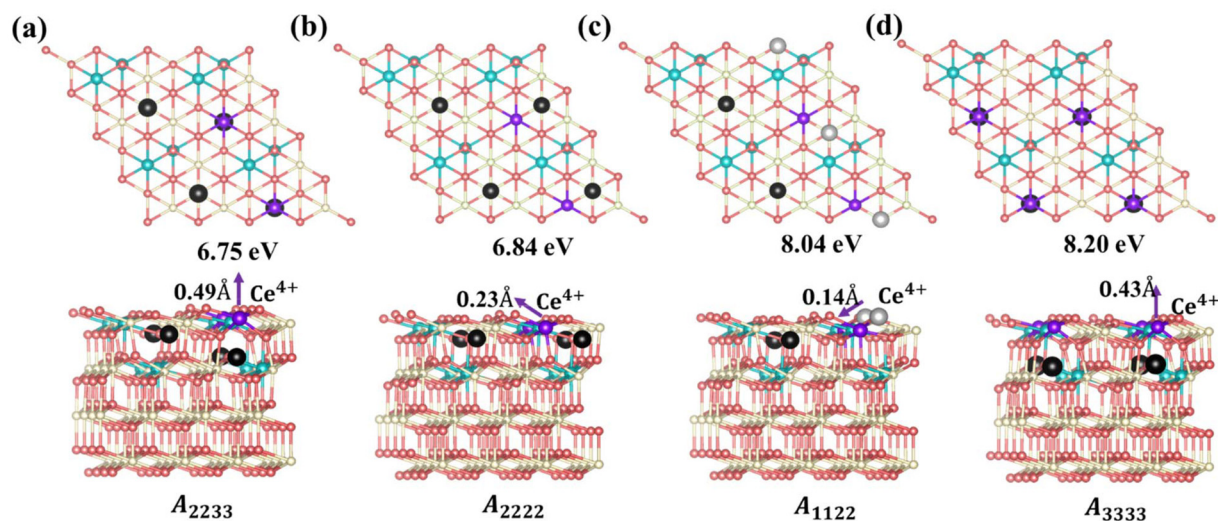 (a)
(b)
(c)
(d)
6.75 eV
6.84 eV
8.04 eV
8.20 eV
0.49Å Ce⁴⁺
0.23Å Ce⁴⁺
0.14Å Ce⁴⁺
0.43Å Ce⁴⁺
A₂₂₃₃
A₂₂₂₂
A₁₁₂₂
A₃₃₃₃